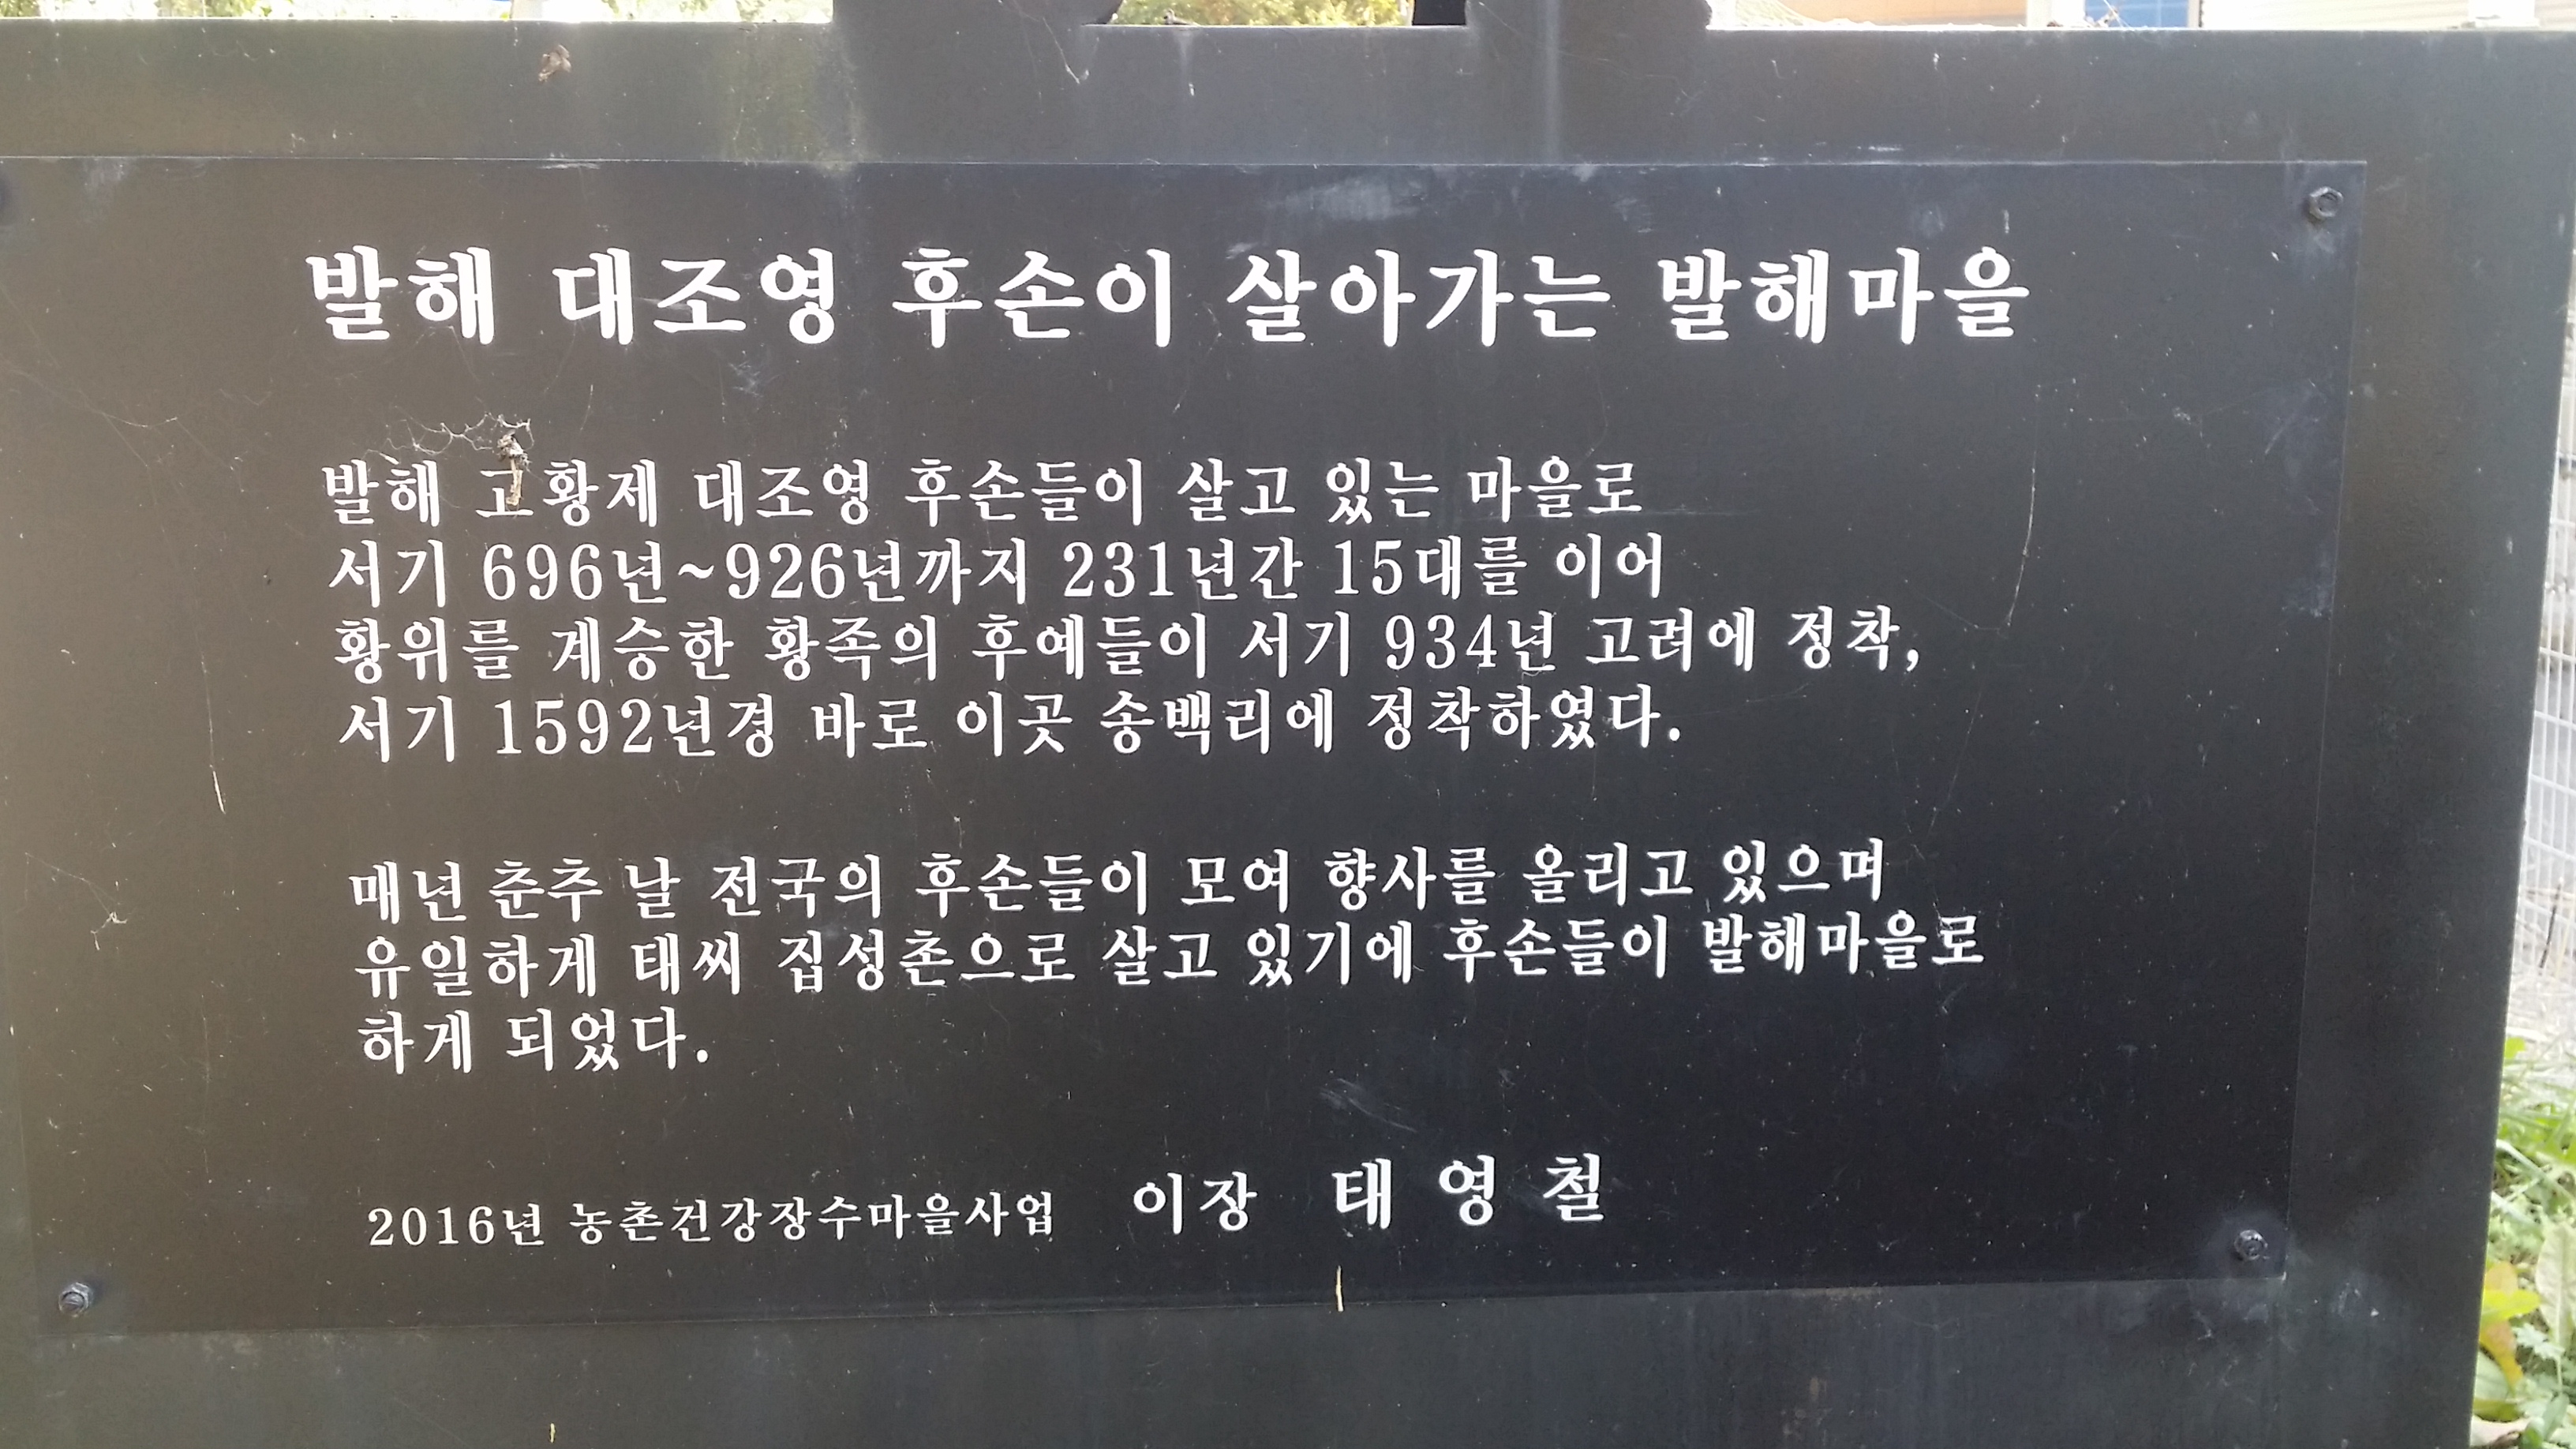 발해 대조영 후손이 살아가는 발해마을
발해 고황제 대조영 후손들이 살고 있는 마을로
서기 696년~926년까지 231년간 15대를 이어
황위를 계승한 황족의 후예들이 서기 934년 고려에 정착,
서기 1592년경 바로 이곳 송백리에 정착하였다.
매년 춘추 날 전국의 후손들이 모여 향사를 올리고 있으며
유일하게 태씨 집성촌으로 살고 있기에 후손들이 발해마을로
하게 되었다.
2016년 농촌건강장수마을사업 이장 태 영 철